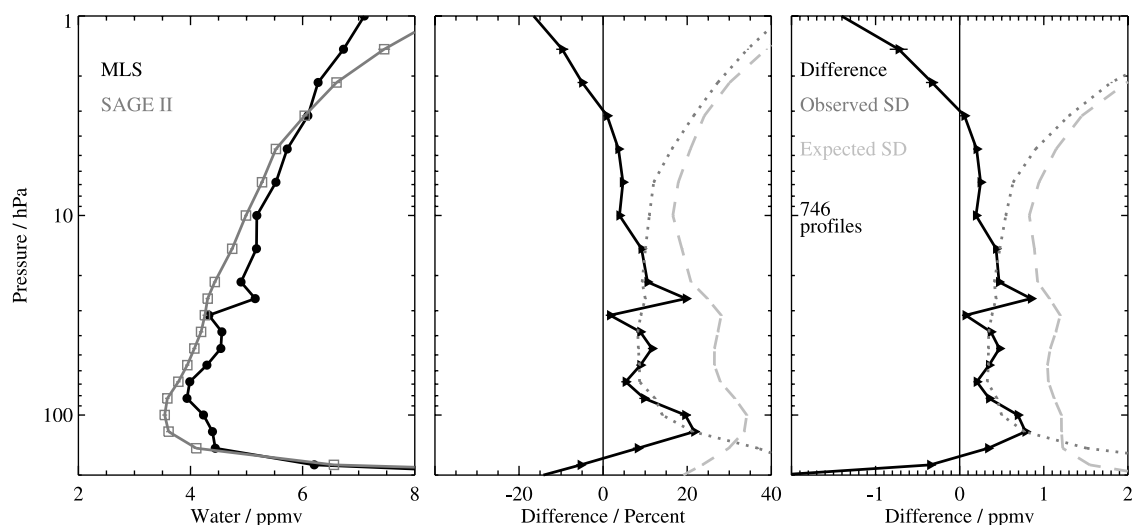 1
10
100
Pressure / hPa
MLS
SAGE II
2
4
6
8
Water / ppmv
-20
0
20
40
Difference / Percent
Difference
Observed SD
Expected SD
746
profiles
-1
0
1
2
Difference / ppmv